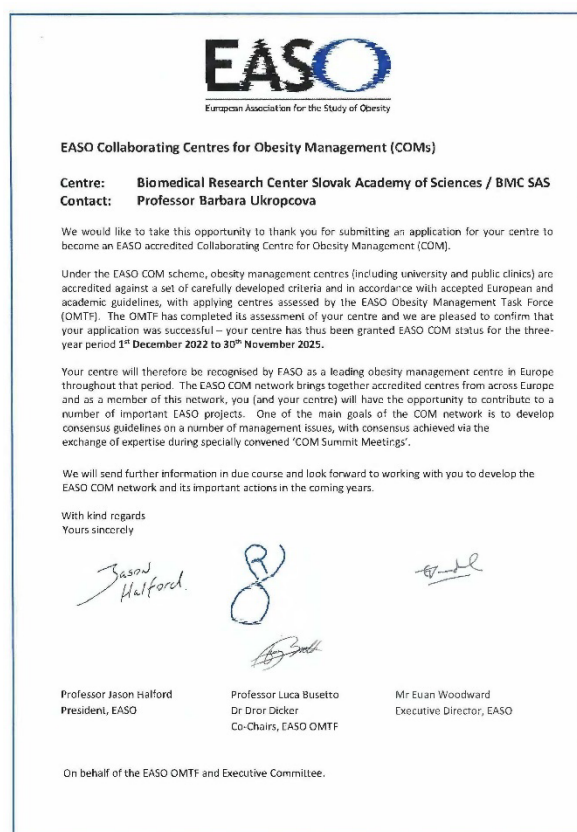 EASO
European Association for the Study of Obesity
EASO Collaborating Centres for Obesity Management (COMs)
Centre: Biomedical Research Center Slovak Academy of Sciences / BMC SAS
Contact: Professor Barbara Ukropcova
We would like to take this opportunity to thank you for submitting an application for your centre to
become an EASO accredited Collaborating Centre for Obesity Management (COM).
Under the EASO COM scheme, obesity management centres (including university and public clinics) are
accredited against a set of carefully developed criteria and in accordance with accepted European and
academic guidelines, with applying centres assessed by the EASO Obesity Management Task Force
(OMTF). The OMTF has completed its assessment of your centre and we are pleased to confirm that
your application was successful – your centre has thus been granted EASO COM status for the three-
year period 1st December 2022 to 30th November 2025.
Your centre will therefore be recognised by EASO as a leading obesity management centre in Europe
throughout that period. The EASO COM network brings together accredited centres from across Europe
and as a member of this network, you (and your centre) will have the opportunity to contribute to a
number of important EASO projects. One of the main goals of the COM network is to develop
consensus guidelines on a number of management issues, with consensus achieved via the
exchange of expertise during specially convened 'COM Summit Meetings'.
We will send further information in due course and look forward to working with you to develop the
EASO COM network and its important actions in the coming years.
With kind regards
Yours sincerely
Jason
Halford.
Professor Jason Halford Professor Luca Busetto Mr Euan Woodward
President, EASO Dr Dror Dicker Executive Director, EASO
Co-Chairs, EASO OMTF
On behalf of the EASO OMTF and Executive Committee.